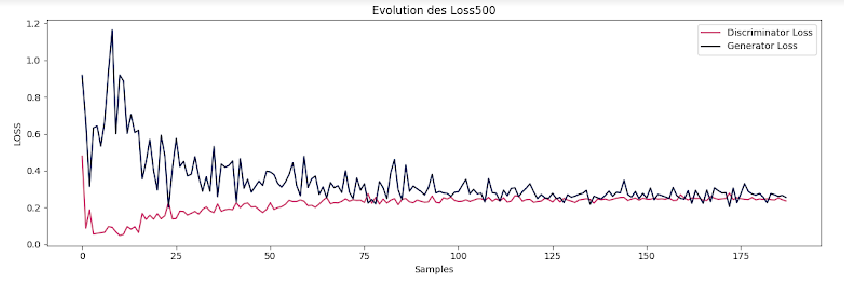 Evolution des Loss500
Discriminator Loss
Generator Loss
LOSS
1.2
1.0
0.8
0.6
0.4
0.2
0.0
0 25 50 75 100 125 150 175
Samples